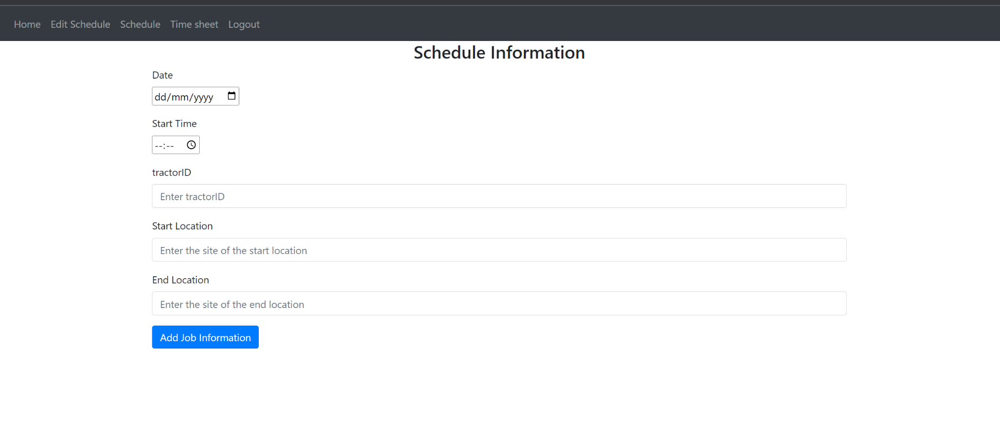 Home Edit Schedule Schedule Time sheet Logout
Schedule Information
Date
dd/mm/yyyy
Start Time
--:--
tractorID
Enter tractorID
Start Location
Enter the site of the start location
End Location
Enter the site of the end location
Add Job Information